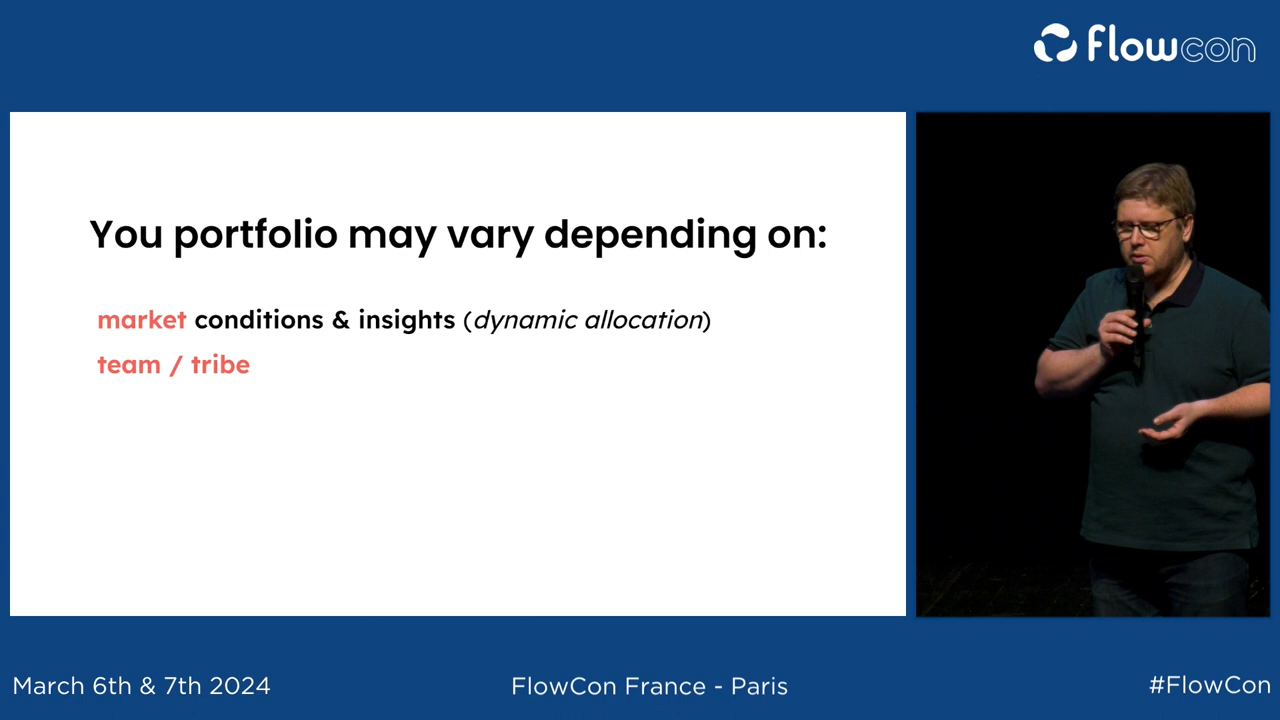 flowcon
You portfolio may vary depending on:
market conditions & insights (dynamic allocation)
team / tribe
March 6th & 7th 2024
FlowCon France - Paris
#FlowCon